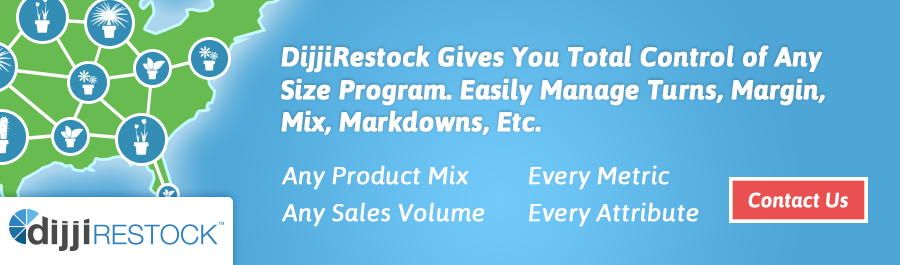 DijjiRestock Gives You Total Control of Any
Size Program. Easily Manage Turns, Margin,
Mix, Markdowns, Etc.
Any Product Mix
Every Metric
Any Sales Volume
Every Attribute
Contact Us
dijjiRESTOCK™